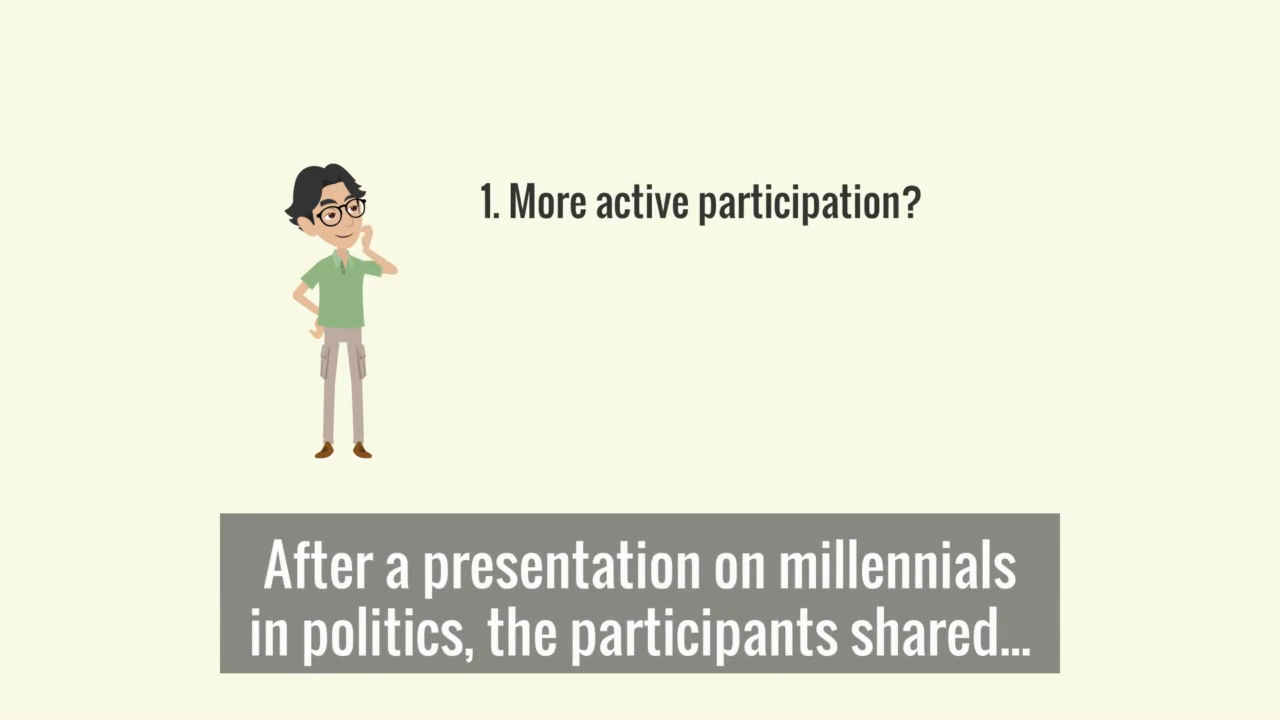 1. More active participation?
After a presentation on millennials
in politics, the participants shared...